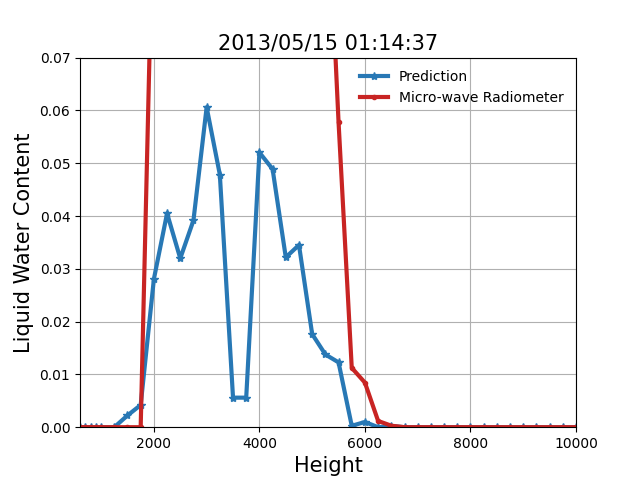 2013/05/15 01:14:37
Prediction
Micro-wave Radiometer
Liquid Water Content
0.07
0.06
0.05
0.04
0.03
0.02
0.01
0.00
2000 4000 6000 8000 10000
Height